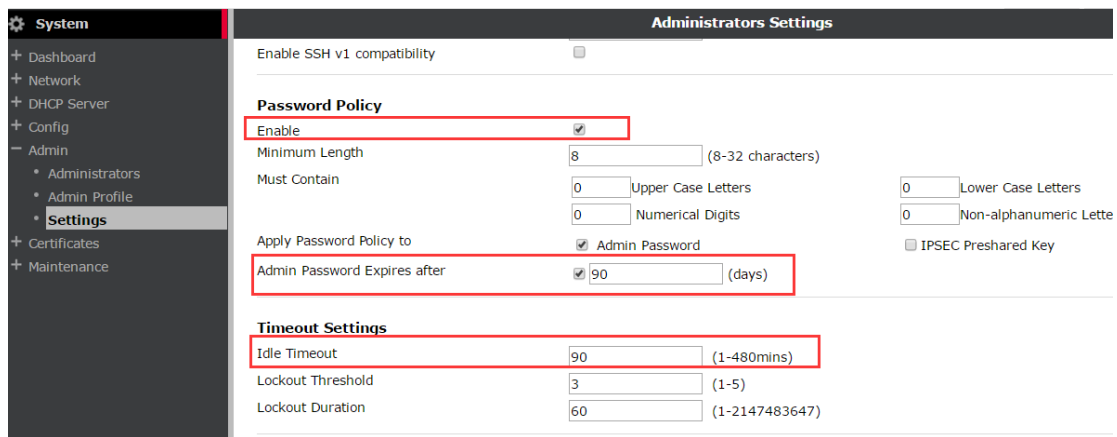 System
Administrators Settings
+ Dashboard
Enable SSH v1 compatibility
+ Network
+ DHCP Server
Password Policy
+ Config
Enable
− Admin
Minimum Length 8 (8-32 characters)
• Administrators
Must Contain 0 Upper Case Letters 0 Lower Case Letters
• Admin Profile
• Settings
0 Numerical Digits 0 Non-alphanumeric Lette
+ Certificates
Apply Password Policy to Admin Password IPSEC Preshared Key
+ Maintenance
Admin Password Expires after 90 (days)
Timeout Settings
Idle Timeout 90 (1-480mins)
Lockout Threshold 3 (1-5)
Lockout Duration 60 (1-2147483647)